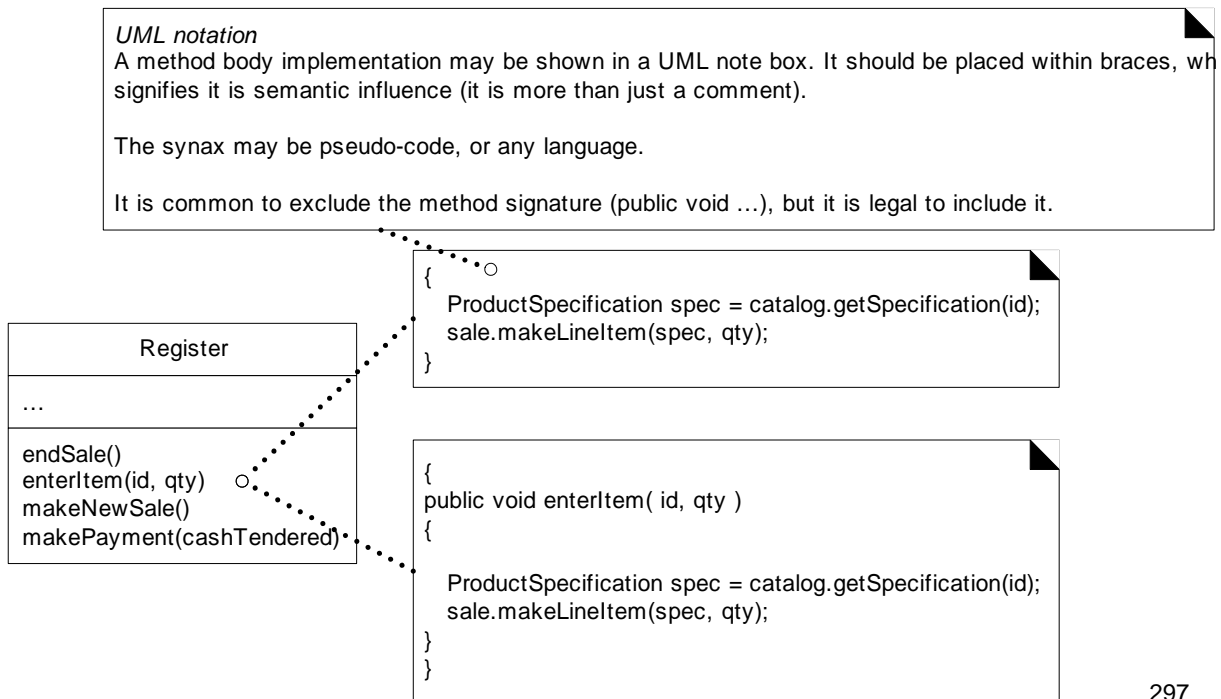 UML notation
A method body implementation may be shown in a UML note box. It should be placed within braces, wh
signifies it is semantic influence (it is more than just a comment).
The synax may be pseudo-code, or any language.
It is common to exclude the method signature (public void …), but it is legal to include it.
{
ProductSpecification spec = catalog.getSpecification(id);
sale.makeLineItem(spec, qty);
}
Register
…
endSale()
enterItem(id, qty)
makeNewSale()
makePayment(cashTendered)
{
public void enterItem( id, qty )
{
ProductSpecification spec = catalog.getSpecification(id);
sale.makeLineItem(spec, qty);
}
}
297